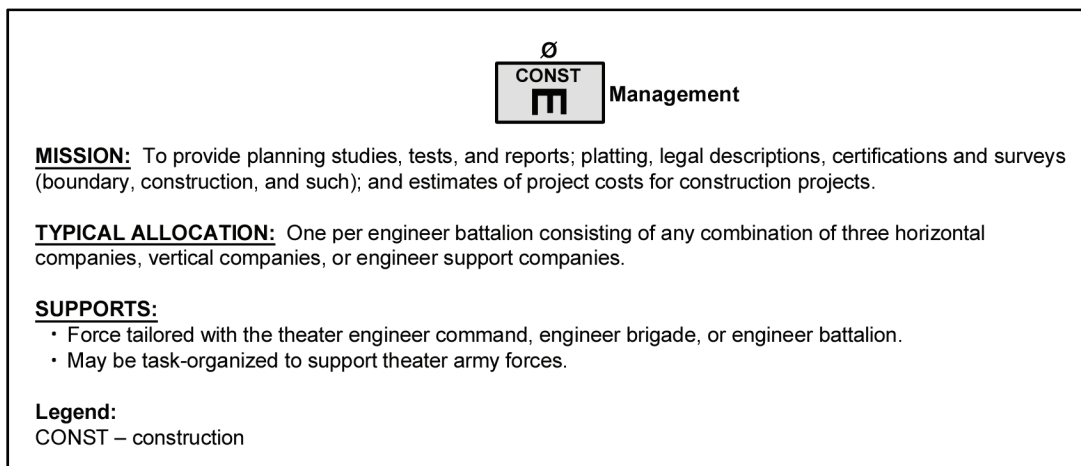 Ø
CONST
Management
MISSION: To provide planning studies, tests, and reports; platting, legal descriptions, certifications and surveys
(boundary, construction, and such); and estimates of project costs for construction projects.
TYPICAL ALLOCATION: One per engineer battalion consisting of any combination of three horizontal
companies, vertical companies, or engineer support companies.
SUPPORTS:
· Force tailored with the theater engineer command, engineer brigade, or engineer battalion.
· May be task-organized to support theater army forces.
Legend:
CONST – construction